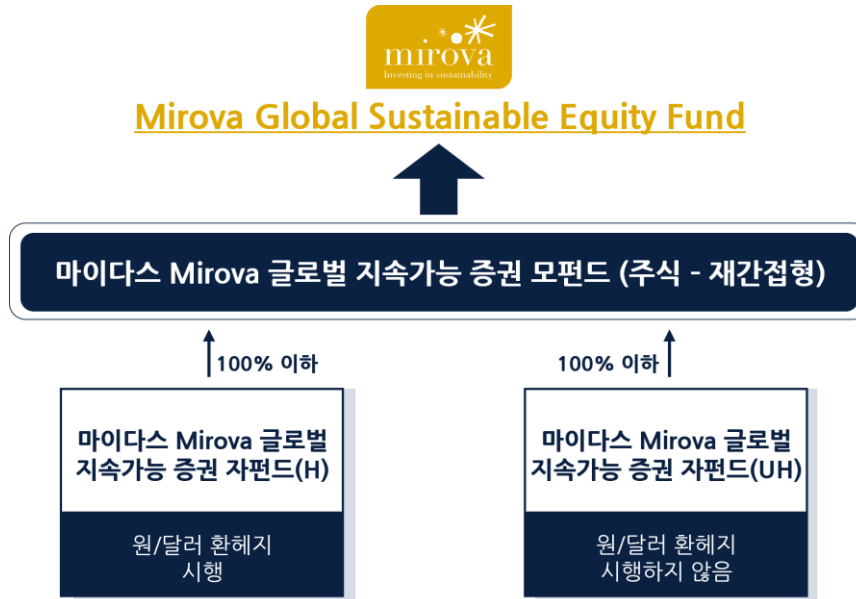 mirova
Investing in sustainability
Mirova Global Sustainable Equity Fund
마이다스 Mirova 글로벌 지속가능 증권 모펀드 (주식 - 재간접형)
100% 이하
100% 이하
마이다스 Mirova 글로벌
지속가능 증권 자펀드(H)
원/달러 환헤지
시행
마이다스 Mirova 글로벌
지속가능 증권 자펀드(UH)
원/달러 환헤지
시행하지 않음